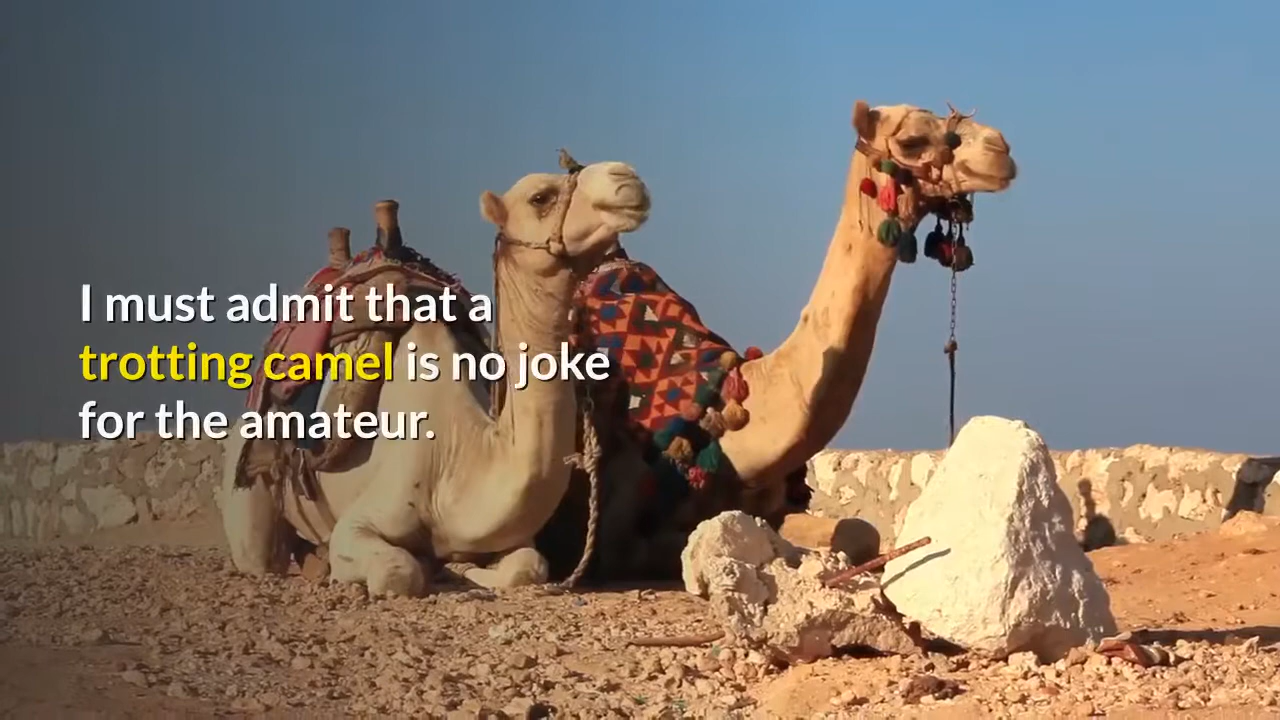 I must admit that a
trotting camel is no joke
for the amateur.